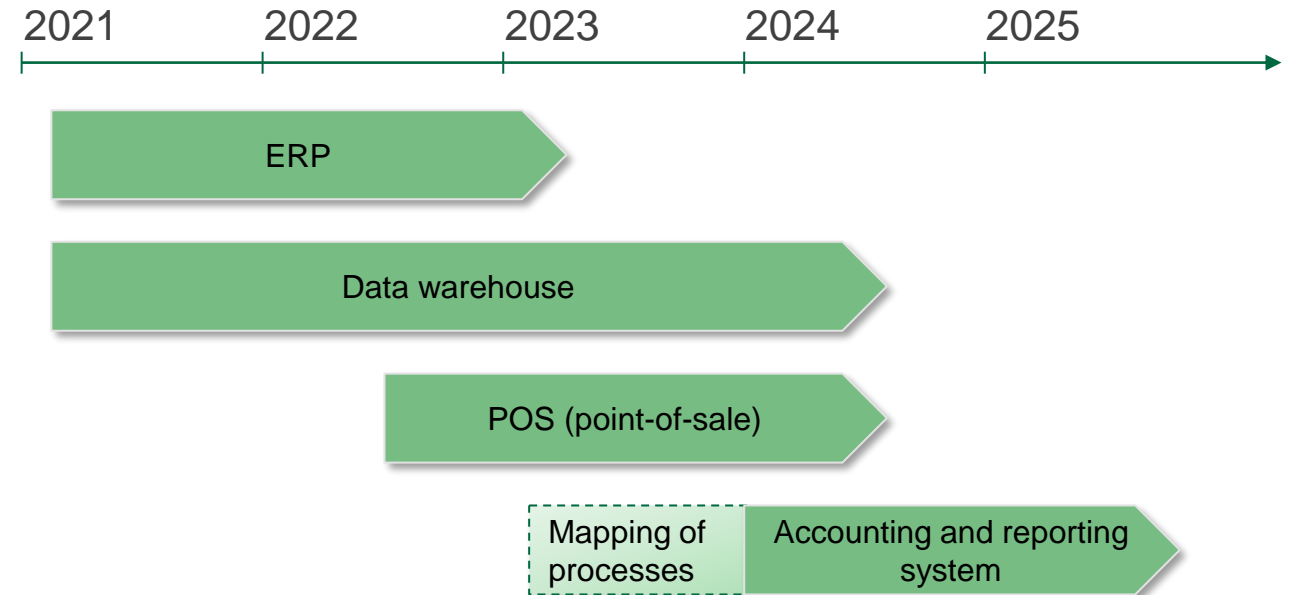 2021 2022 2023 2024 2025
ERP
Data warehouse
POS (point-of-sale)
Mapping of
processes
Accounting and reporting
system